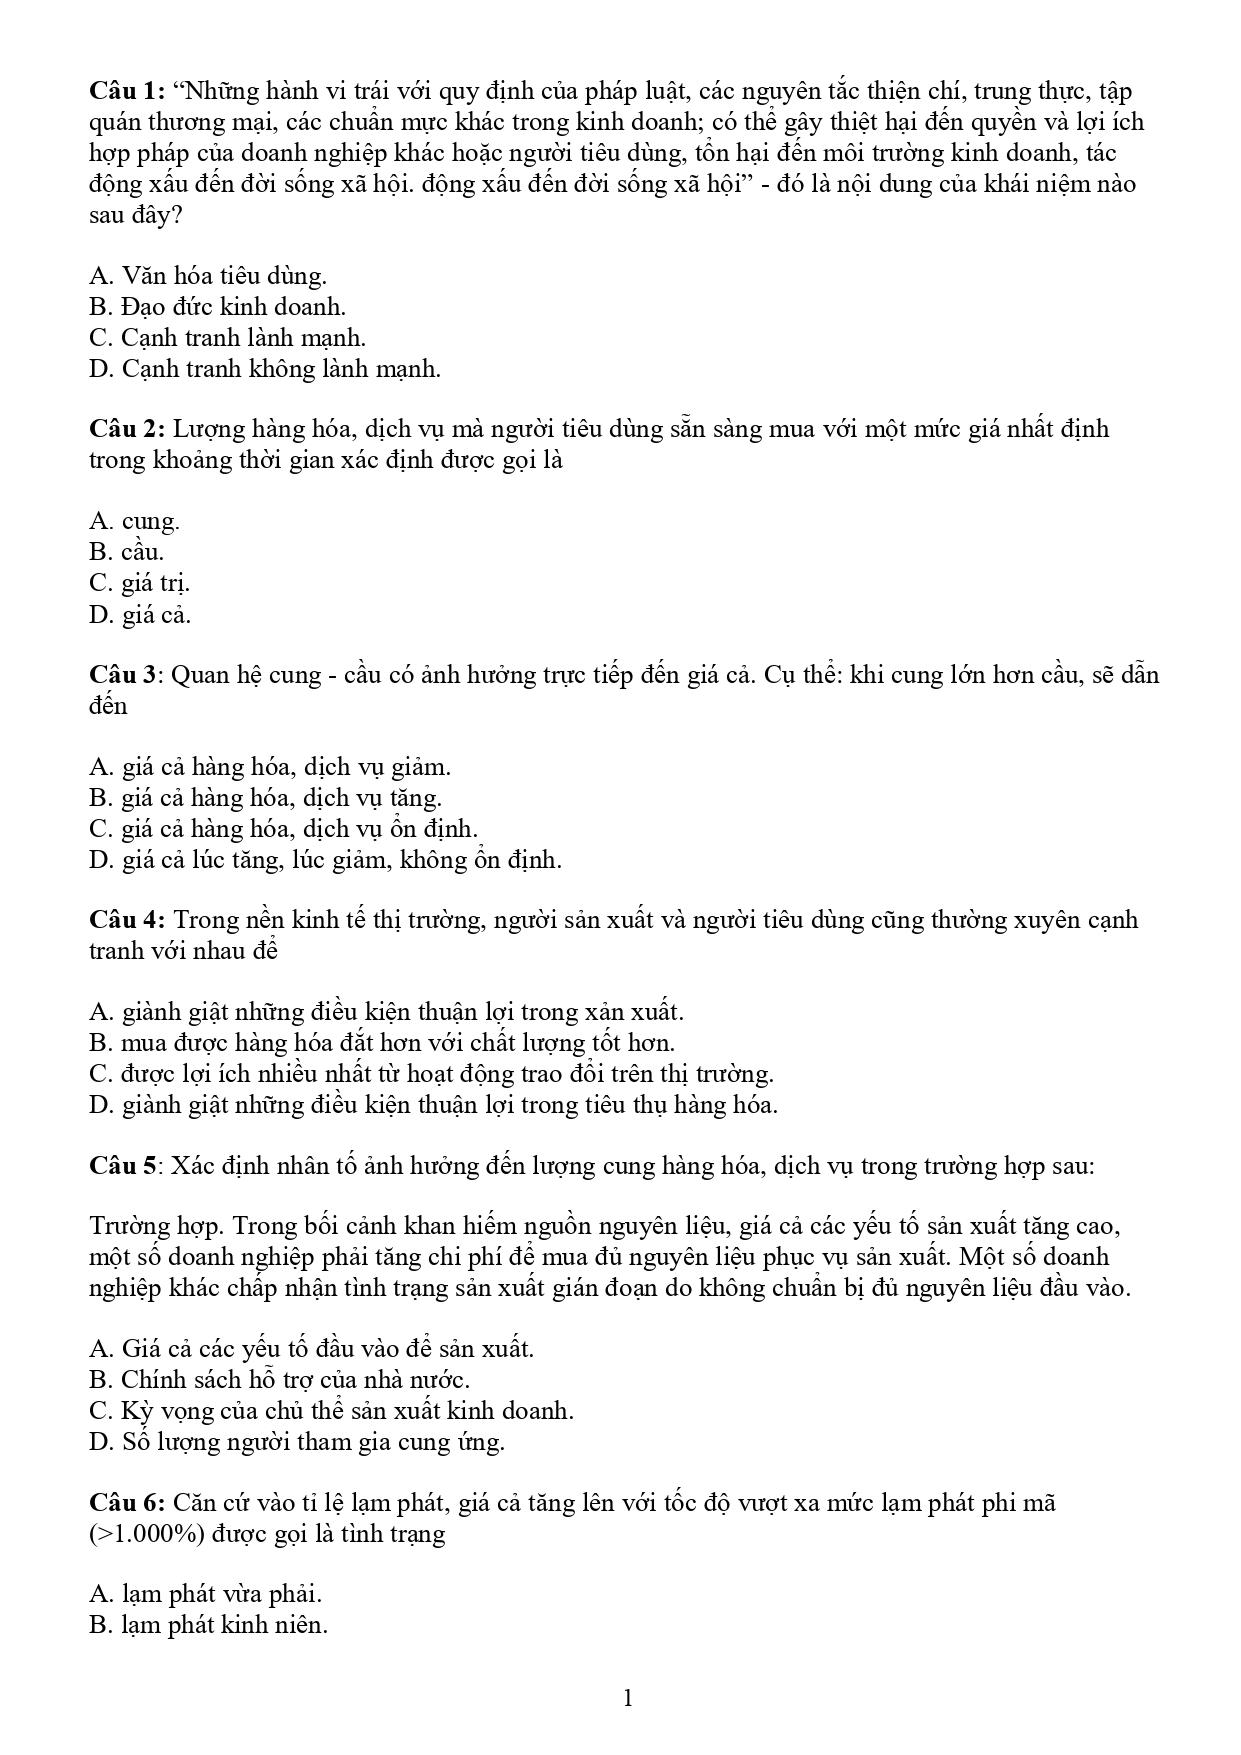 Câu 1: “Những hành vi trái với quy định của pháp luật, các nguyên tắc thiện chí, trung thực, tập
quán thương mại, các chuẩn mực khác trong kinh doanh; có thể gây thiệt hại đến quyền và lợi ích
hợp pháp của doanh nghiệp khác hoặc người tiêu dùng, tổn hại đến môi trường kinh doanh, tác
động xấu đến đời sống xã hội. động xấu đến đời sống xã hội” - đó là nội dung của khái niệm nào
sau đây?
A. Văn hóa tiêu dùng.
B. Đạo đức kinh doanh.
C. Cạnh tranh lành mạnh.
D. Cạnh tranh không lành mạnh.
Câu 2: Lượng hàng hóa, dịch vụ mà người tiêu dùng sẵn sàng mua với một mức giá nhất định
trong khoảng thời gian xác định được gọi là
A. cung.
B. cầu.
C. giá trị.
D. giá cả.
Câu 3: Quan hệ cung - cầu có ảnh hưởng trực tiếp đến giá cả. Cụ thể: khi cung lớn hơn cầu, sẽ dẫn
đến
A. giá cả hàng hóa, dịch vụ giảm.
B. giá cả hàng hóa, dịch vụ tăng.
C. giá cả hàng hóa, dịch vụ ổn định.
D. giá cả lúc tăng, lúc giảm, không ổn định.
Câu 4: Trong nền kinh tế thị trường, người sản xuất và người tiêu dùng cũng thường xuyên cạnh
tranh với nhau để
A. giành giật những điều kiện thuận lợi trong xản xuất.
B. mua được hàng hóa đắt hơn với chất lượng tốt hơn.
C. được lợi ích nhiều nhất từ hoạt động trao đổi trên thị trường.
D. giành giật những điều kiện thuận lợi trong tiêu thụ hàng hóa.
Câu 5: Xác định nhân tố ảnh hưởng đến lượng cung hàng hóa, dịch vụ trong trường hợp sau:
Trường hợp. Trong bối cảnh khan hiếm nguồn nguyên liệu, giá cả các yếu tố sản xuất tăng cao,
một số doanh nghiệp phải tăng chi phí để mua đủ nguyên liệu phục vụ sản xuất. Một số doanh
nghiệp khác chấp nhận tình trạng sản xuất gián đoạn do không chuẩn bị đủ nguyên liệu đầu vào.
A. Giá cả các yếu tố đầu vào để sản xuất.
B. Chính sách hỗ trợ của nhà nước.
C. Kỳ vọng của chủ thể sản xuất kinh doanh.
D. Số lượng người tham gia cung ứng.
Câu 6: Căn cứ vào tỉ lệ lạm phát, giá cả tăng lên với tốc độ vượt xa mức lạm phát phi mã
(>1.000%) được gọi là tình trạng
A. lạm phát vừa phải.
B. lạm phát kinh niên.
1